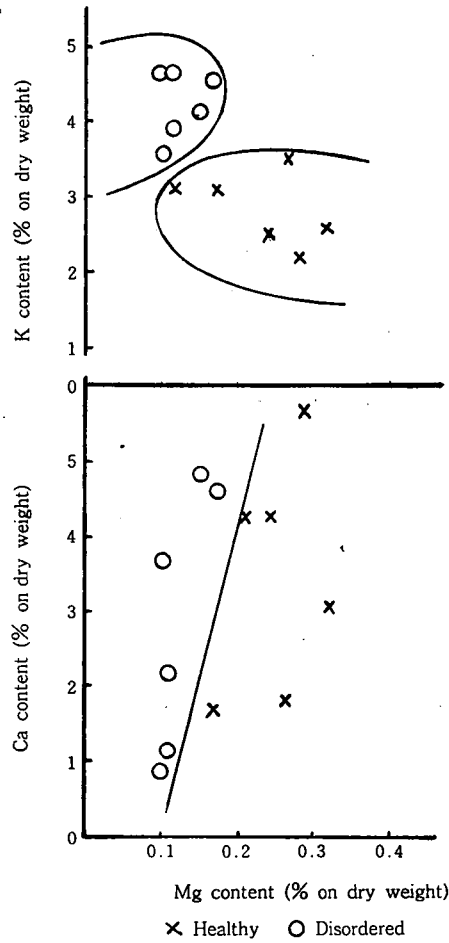 K content (% on dry weight)
5
4
3
2
1
0
Ca content (% on dry weight)
5
4
3
2
1
0
0.1 0.2 0.3 0.4
Mg content (% on dry weight)
× Healthy ○ Disordered